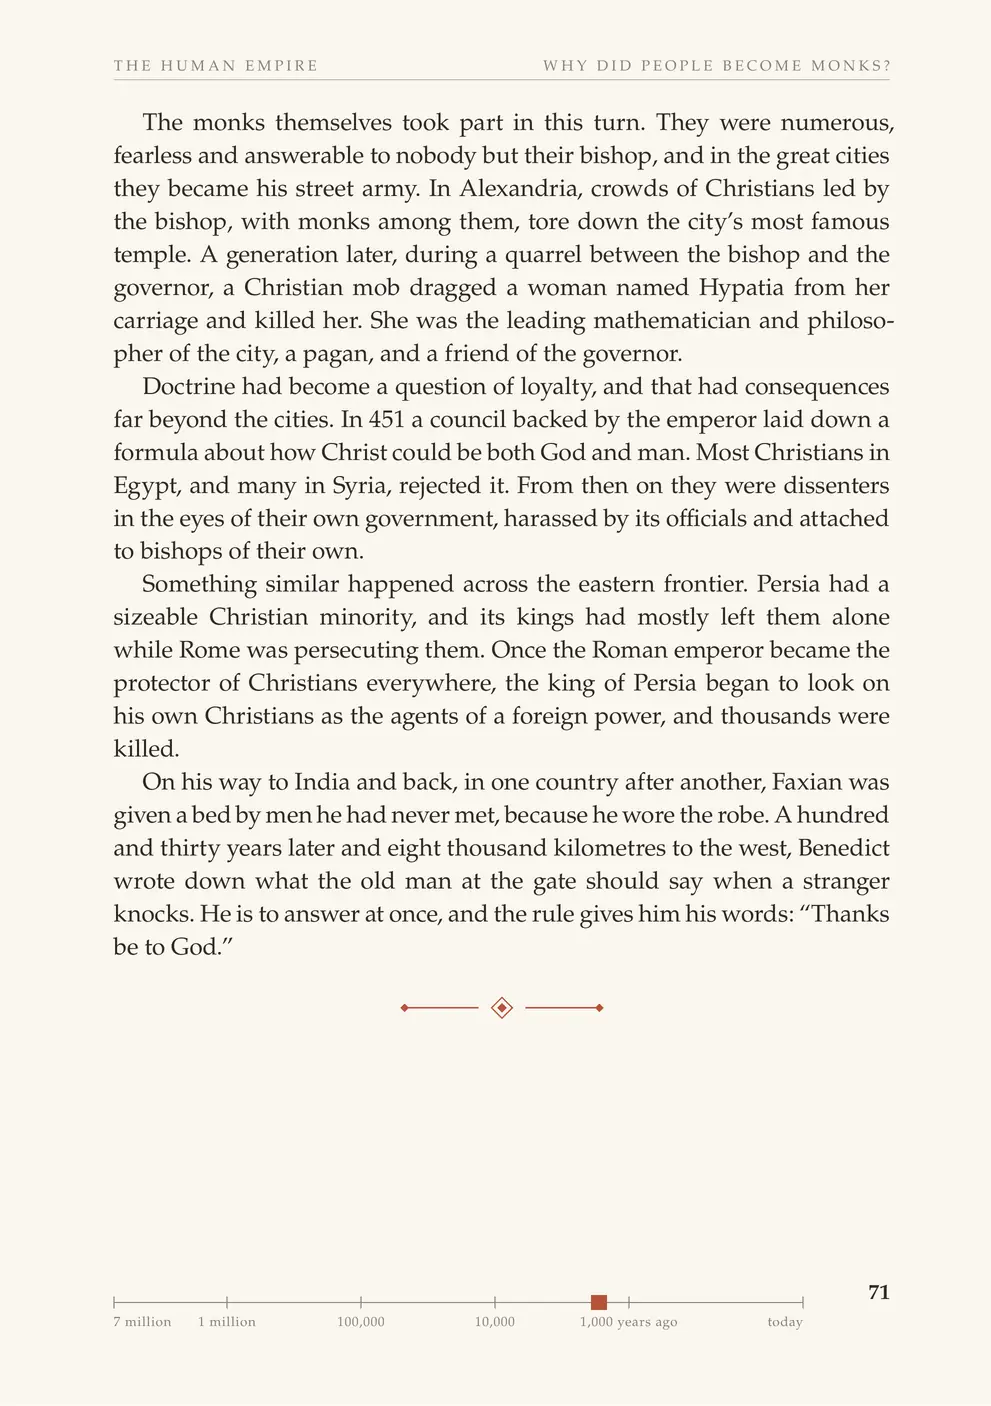 THE HUMAN EMPIRE
WHY DID PEOPLE BECOME MONKS?
The monks themselves took part in this turn. They were numerous,
fearless and answerable to nobody but their bishop, and in the great cities
they became his street army. In Alexandria, crowds of Christians led by
the bishop, with monks among them, tore down the city’s most famous
temple. A generation later, during a quarrel between the bishop and the
governor, a Christian mob dragged a woman named Hypatia from her
carriage and killed her. She was the leading mathematician and philoso-
pher of the city, a pagan, and a friend of the governor.
Doctrine had become a question of loyalty, and that had consequences
far beyond the cities. In 451 a council backed by the emperor laid down a
formula about how Christ could be both God and man. Most Christians in
Egypt, and many in Syria, rejected it. From then on they were dissenters
in the eyes of their own government, harassed by its officials and attached
to bishops of their own.
Something similar happened across the eastern frontier. Persia had a
sizeable Christian minority, and its kings had mostly left them alone
while Rome was persecuting them. Once the Roman emperor became the
protector of Christians everywhere, the king of Persia began to look on
his own Christians as the agents of a foreign power, and thousands were
killed.
On his way to India and back, in one country after another, Faxian was
given a bed by men he had never met, because he wore the robe. A hundred
and thirty years later and eight thousand kilometres to the west, Benedict
wrote down what the old man at the gate should say when a stranger
knocks. He is to answer at once, and the rule gives him his words: “Thanks
be to God.”
71
7 million 1 million 100,000 10,000 1,000 years ago today